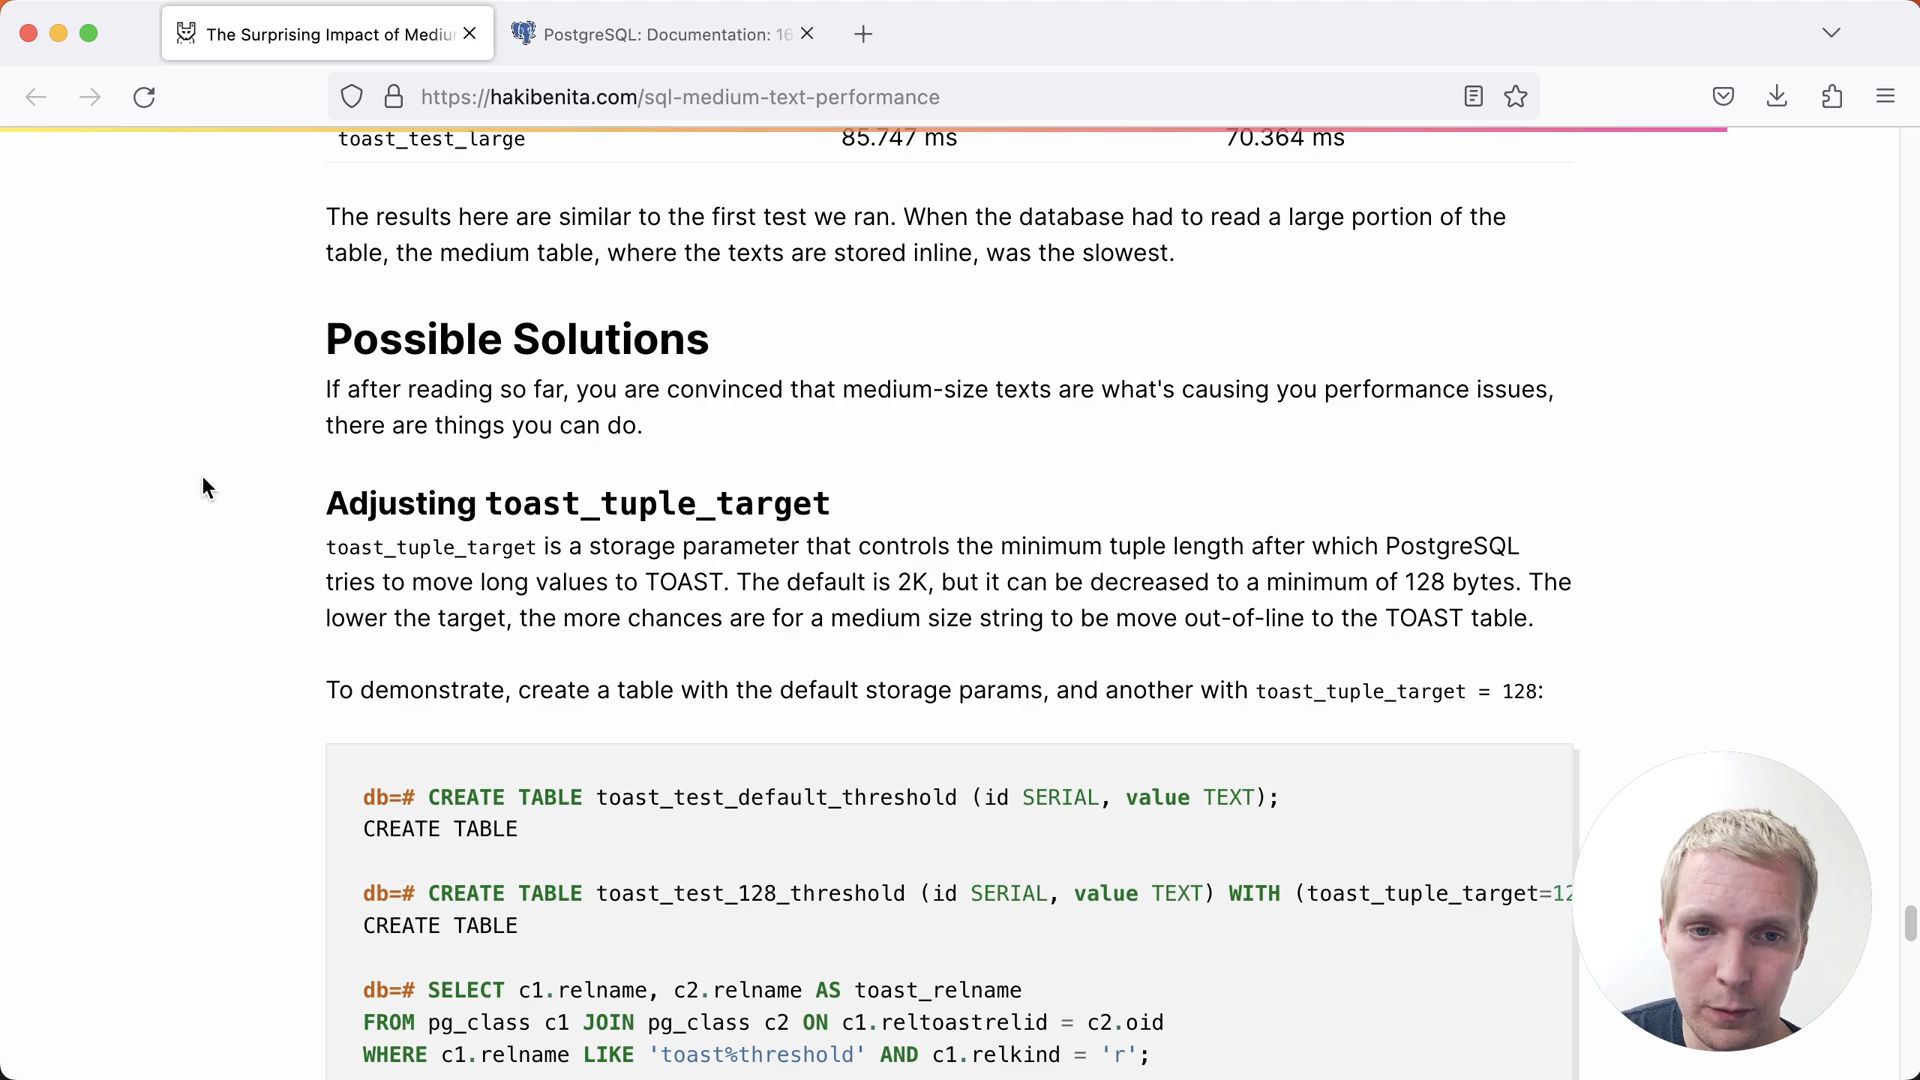 The Surprising Impact of Mediu
PostgreSQL: Documentation: 16
https://hakibenita.com/sql-medium-text-performance
toast_test_large 85.747 ms 70.364 ms
The results here are similar to the first test we ran. When the database had to read a large portion of the
table, the medium table, where the texts are stored inline, was the slowest.
Possible Solutions
If after reading so far, you are convinced that medium-size texts are what's causing you performance issues,
there are things you can do.
Adjusting toast_tuple_target
toast_tuple_target is a storage parameter that controls the minimum tuple length after which PostgreSQL
tries to move long values to TOAST. The default is 2K, but it can be decreased to a minimum of 128 bytes. The
lower the target, the more chances are for a medium size string to be move out-of-line to the TOAST table.
To demonstrate, create a table with the default storage params, and another with toast_tuple_target = 128:
db=# CREATE TABLE toast_test_default_threshold (id SERIAL, value TEXT);
CREATE TABLE
db=# CREATE TABLE toast_test_128_threshold (id SERIAL, value TEXT) WITH (toast_tuple_target=12
CREATE TABLE
db=# SELECT c1.relname, c2.relname AS toast_relname
FROM pg_class c1 JOIN pg_class c2 ON c1.reltoastrelid = c2.oid
WHERE c1.relname LIKE 'toast%threshold' AND c1.relkind = 'r';